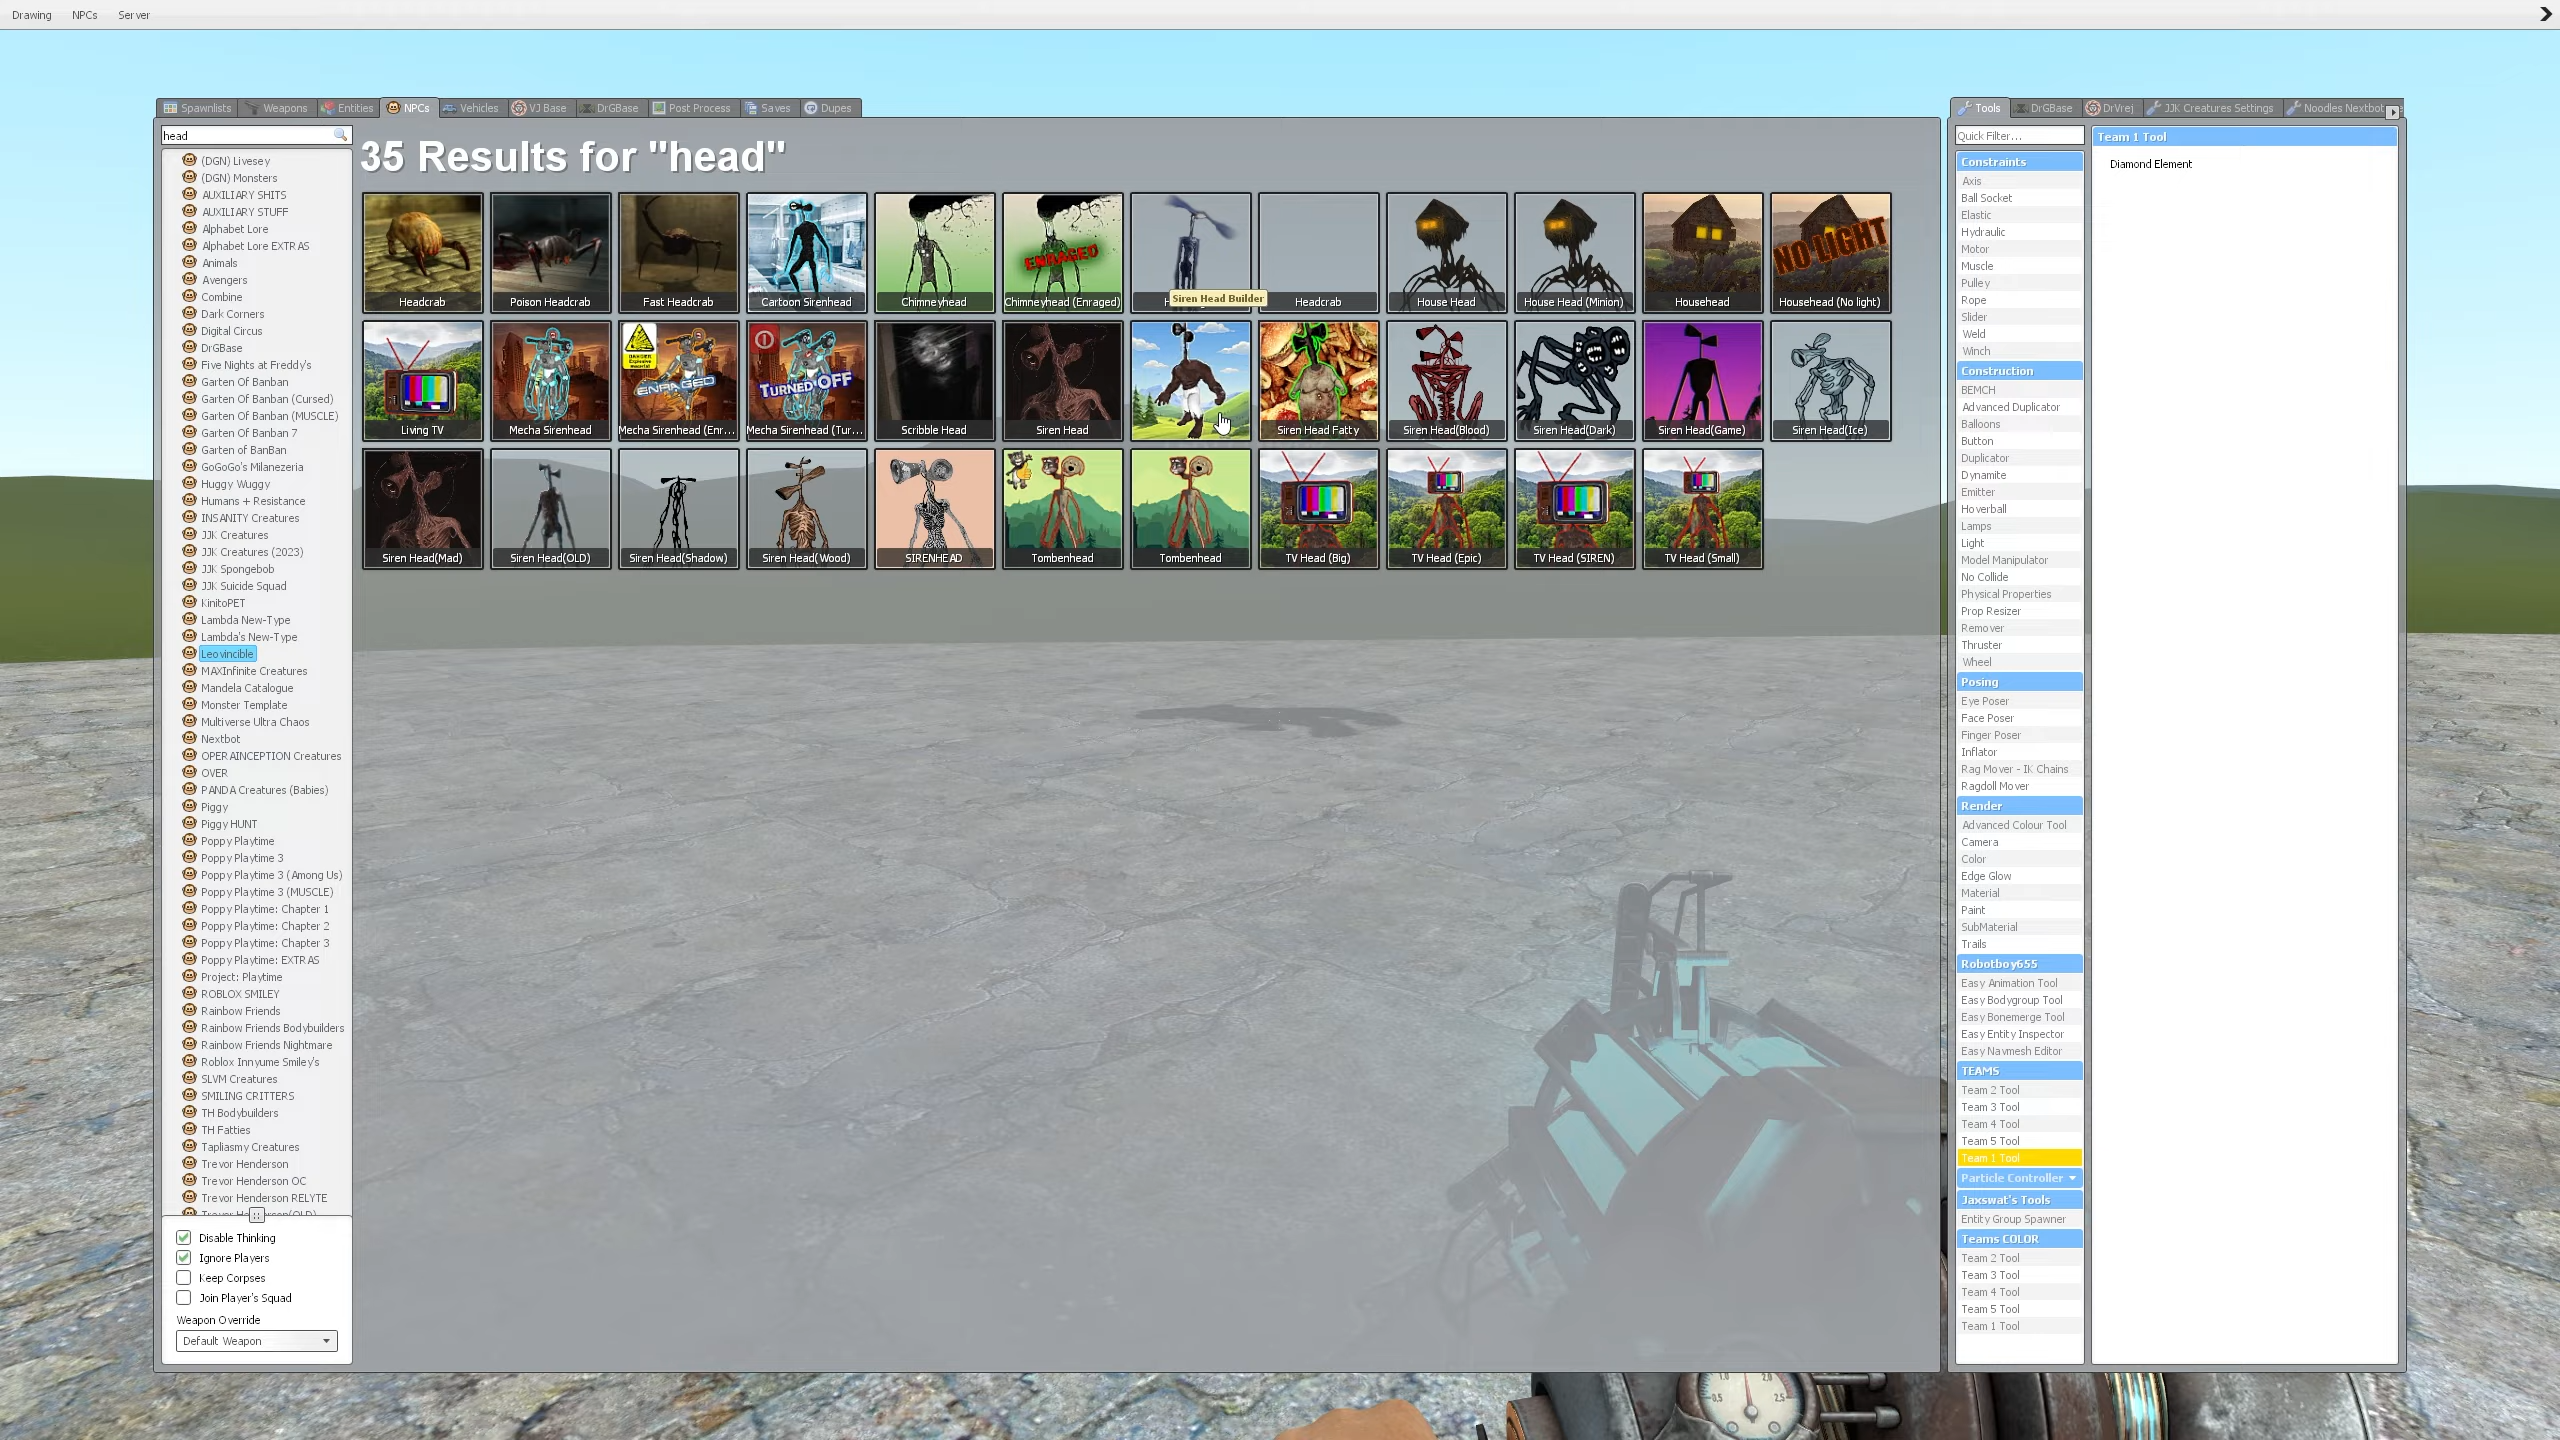 Drawing NPCs Server
Spawnlists Weapons Entities NPCs Vehicles VJ Base DrGBase Post Process Saves Dupes
head
(DGN) Livesey
(DGN) Monsters
AUXILIARY SHITS
AUXILIARY STUFF
Alphabet Lore
Alphabet Lore EXTRAS
Animals
Avengers
Combine
Dark Corners
Digital Circus
DrGBase
Five Nights at Freddy's
Garten Of Banban
Garten Of Banban (Cursed)
Garten Of Banban (MUSCLE)
Garten Of Banban 7
Garten of BanBan
GoGoGo's Milanezeria
Huggy Wuggy
Humans + Resistance
INSANITY Creatures
JJK Creatures
JJK Creatures (2023)
JJK Spongebob
JJK Suicide Squad
KinitoPET
Lambda New-Type
Lambda's New-Type
Leovincible
MAXInfinite Creatures
Mandela Catalogue
Monster Template
Multiverse Ultra Chaos
Nextbot
OPERAINCEPTION Creatures
OVER
PANDA Creatures (Babies)
Piggy
Piggy HUNT
Poppy Playtime
Poppy Playtime 3
Poppy Playtime 3 (Among Us)
Poppy Playtime 3 (MUSCLE)
Poppy Playtime: Chapter 1
Poppy Playtime: Chapter 2
Poppy Playtime: Chapter 3
Poppy Playtime: EXTRAS
Project: Playtime
ROBLOX SMILEY
Rainbow Friends
Rainbow Friends Bodybuilders
Rainbow Friends Nightmare
Roblox Innyume Smiley's
SLVM Creatures
SMILING CRITTERS
TH Bodybuilders
TH Fatties
Tapliasmy Creatures
Trevor Henderson
Trevor Henderson OC
Trevor Henderson RELYTE
Disable Thinking
Ignore Players
Keep Corpses
Join Player's Squad
Weapon Override
Default Weapon
35 Results for "head"
ENRAGED
NO LIGHT
Headcrab Poison Headcrab Fast Headcrab Cartoon Sirenhead Chimneyhead Chimneyhead (Enraged) Siren Head Builder Headcrab House Head House Head (Minion) Househead Househead (No light)
DANGER
ENRAGED
TURNED OFF
Living TV Mecha Sirenhead Mecha Sirenhead (Enr... Mecha Sirenhead (Tur... Scribble Head Siren Head Siren Head Fatty Siren Head(Blood) Siren Head(Dark) Siren Head(Game) Siren Head(Ice)
Siren Head(Mad) Siren Head(OLD) Siren Head(Shadow) Siren Head(Wood) SIRENHEAD Tombenhead Tombenhead TV Head (Big) TV Head (Epic) TV Head (SIREN) TV Head (Small)
Tools DrGBase DrVrej JJK Creatures Settings Noodles Nextbot
Quick Filter...
Constraints
Axis
Ball Socket
Elastic
Hydraulic
Motor
Muscle
Pulley
Rope
Slider
Weld
Winch
Construction
BEMCH
Advanced Duplicator
Balloons
Button
Duplicator
Dynamite
Emitter
Hoverball
Lamps
Light
Model Manipulator
No Collide
Physical Properties
Prop Resizer
Remover
Thruster
Wheel
Posing
Eye Poser
Face Poser
Finger Poser
Inflator
Rag Mover - IK Chains
Ragdoll Mover
Render
Advanced Colour Tool
Camera
Color
Edge Glow
Material
Paint
SubMaterial
Trails
Robotboy655
Easy Animation Tool
Easy Bodygroup Tool
Easy Bonemerge Tool
Easy Entity Inspector
Easy Navmesh Editor
TEAMS
Team 2 Tool
Team 3 Tool
Team 4 Tool
Team 5 Tool
Team 1 Tool
Particle Controller
Jaxswat's Tools
Entity Group Spawner
Teams COLOR
Team 2 Tool
Team 3 Tool
Team 4 Tool
Team 5 Tool
Team 1 Tool
Team 1 Tool
Diamond Element